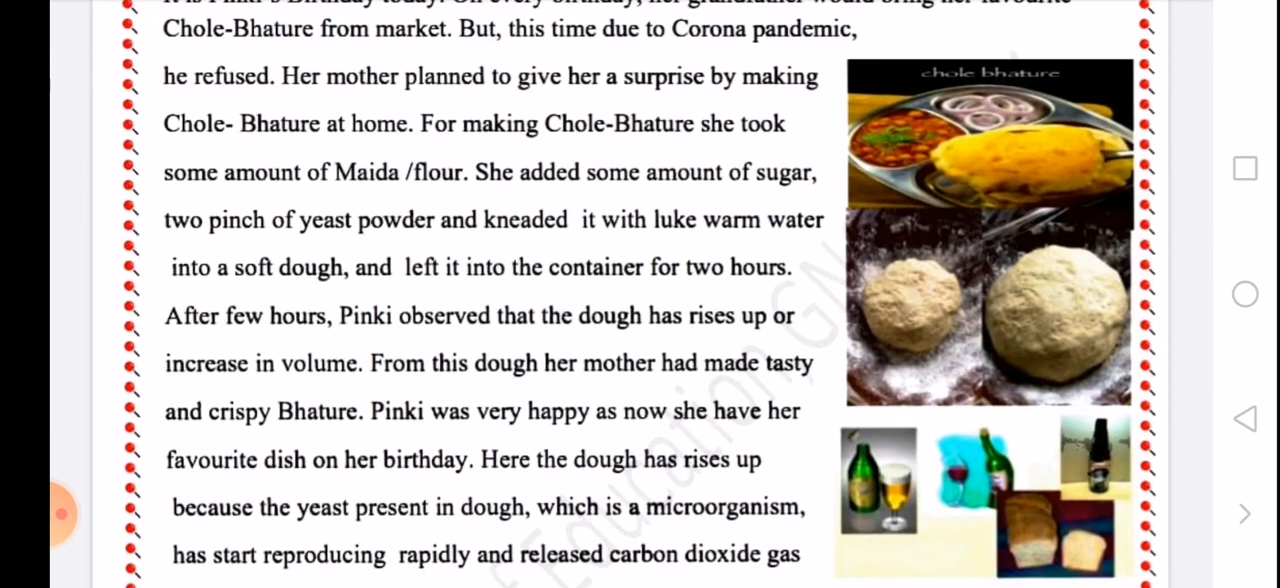 Chole-Bhature from market. But, this time due to Corona pandemic,
he refused. Her mother planned to give her a surprise by making
chole bhature
Chole- Bhature at home. For making Chole-Bhature she took
some amount of Maida /flour. She added some amount of sugar,
two pinch of yeast powder and kneaded it with luke warm water
into a soft dough, and left it into the container for two hours.
After few hours, Pinki observed that the dough has rises up or
increase in volume. From this dough her mother had made tasty
and crispy Bhature. Pinki was very happy as now she have her
favourite dish on her birthday. Here the dough has rises up
because the yeast present in dough, which is a microorganism,
has start reproducing rapidly and released carbon dioxide gas
Education